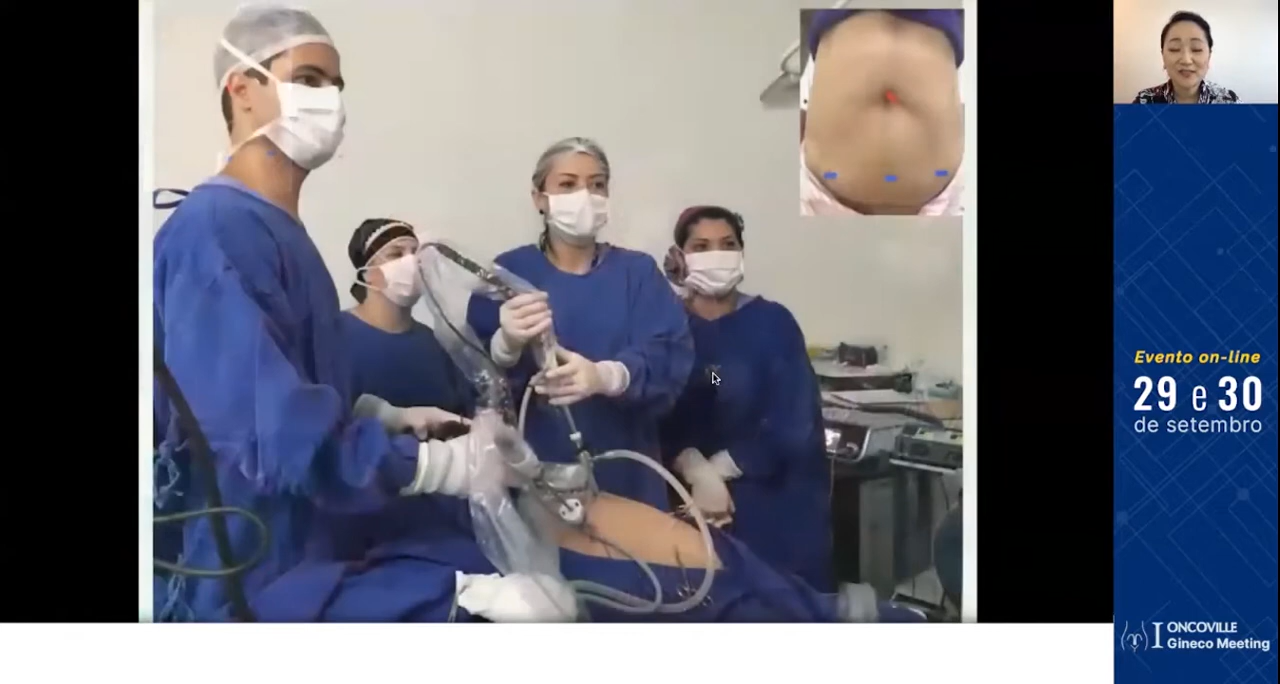 Evento on-line
29 e 30
de setembro
I ONCOVILLE
Gineco Meeting